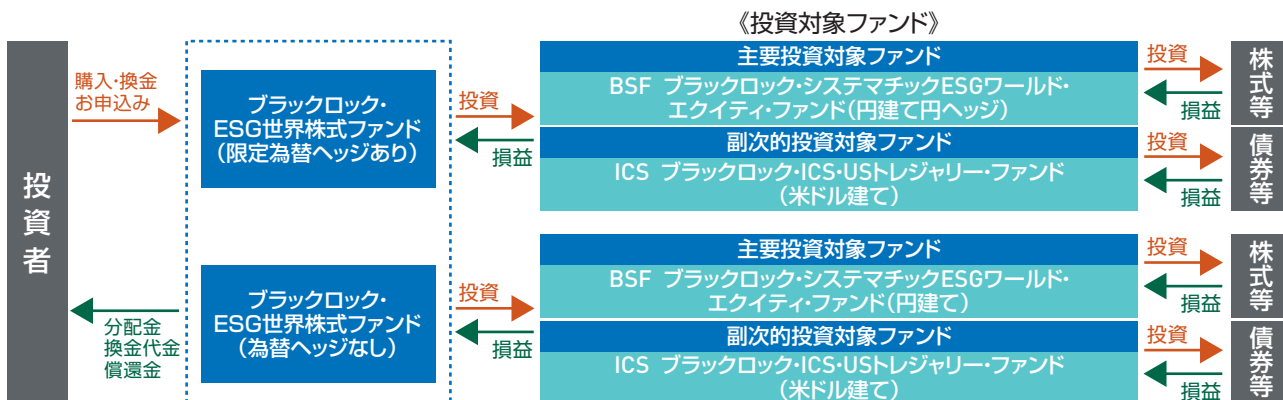 《投資対象ファンド》
投資者
購入・換金
お申込み
ブラックロック・
ESG世界株式ファンド
(限定為替ヘッジあり)
投資
損益
主要投資対象ファンド
BSF ブラックロック・システマチックESGワールド・
エクイティ・ファンド(円建て円ヘッジ)
投資
損益
株式等
副次的投資対象ファンド
ICS ブラックロック・ICS・USトレジャリー・ファンド
(米ドル建て)
投資
損益
債券等
分配金
換金代金
償還金
ブラックロック・
ESG世界株式ファンド
(為替ヘッジなし)
投資
損益
主要投資対象ファンド
BSF ブラックロック・システマチックESGワールド・
エクイティ・ファンド(円建て)
投資
損益
株式等
副次的投資対象ファンド
ICS ブラックロック・ICS・USトレジャリー・ファンド
(米ドル建て)
投資
損益
債券等